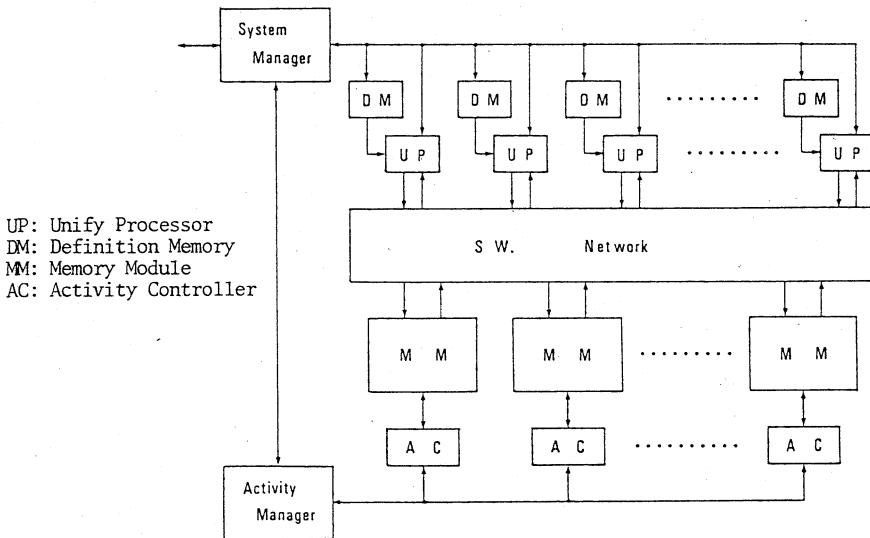 System
Manager
D M D M D M D M
U P U P U P U P
UP: Unify Processor
DM: Definition Memory
MM: Memory Module
AC: Activity Controller
S W. Network
M M M M M M
A C A C A C
Activity
Manager